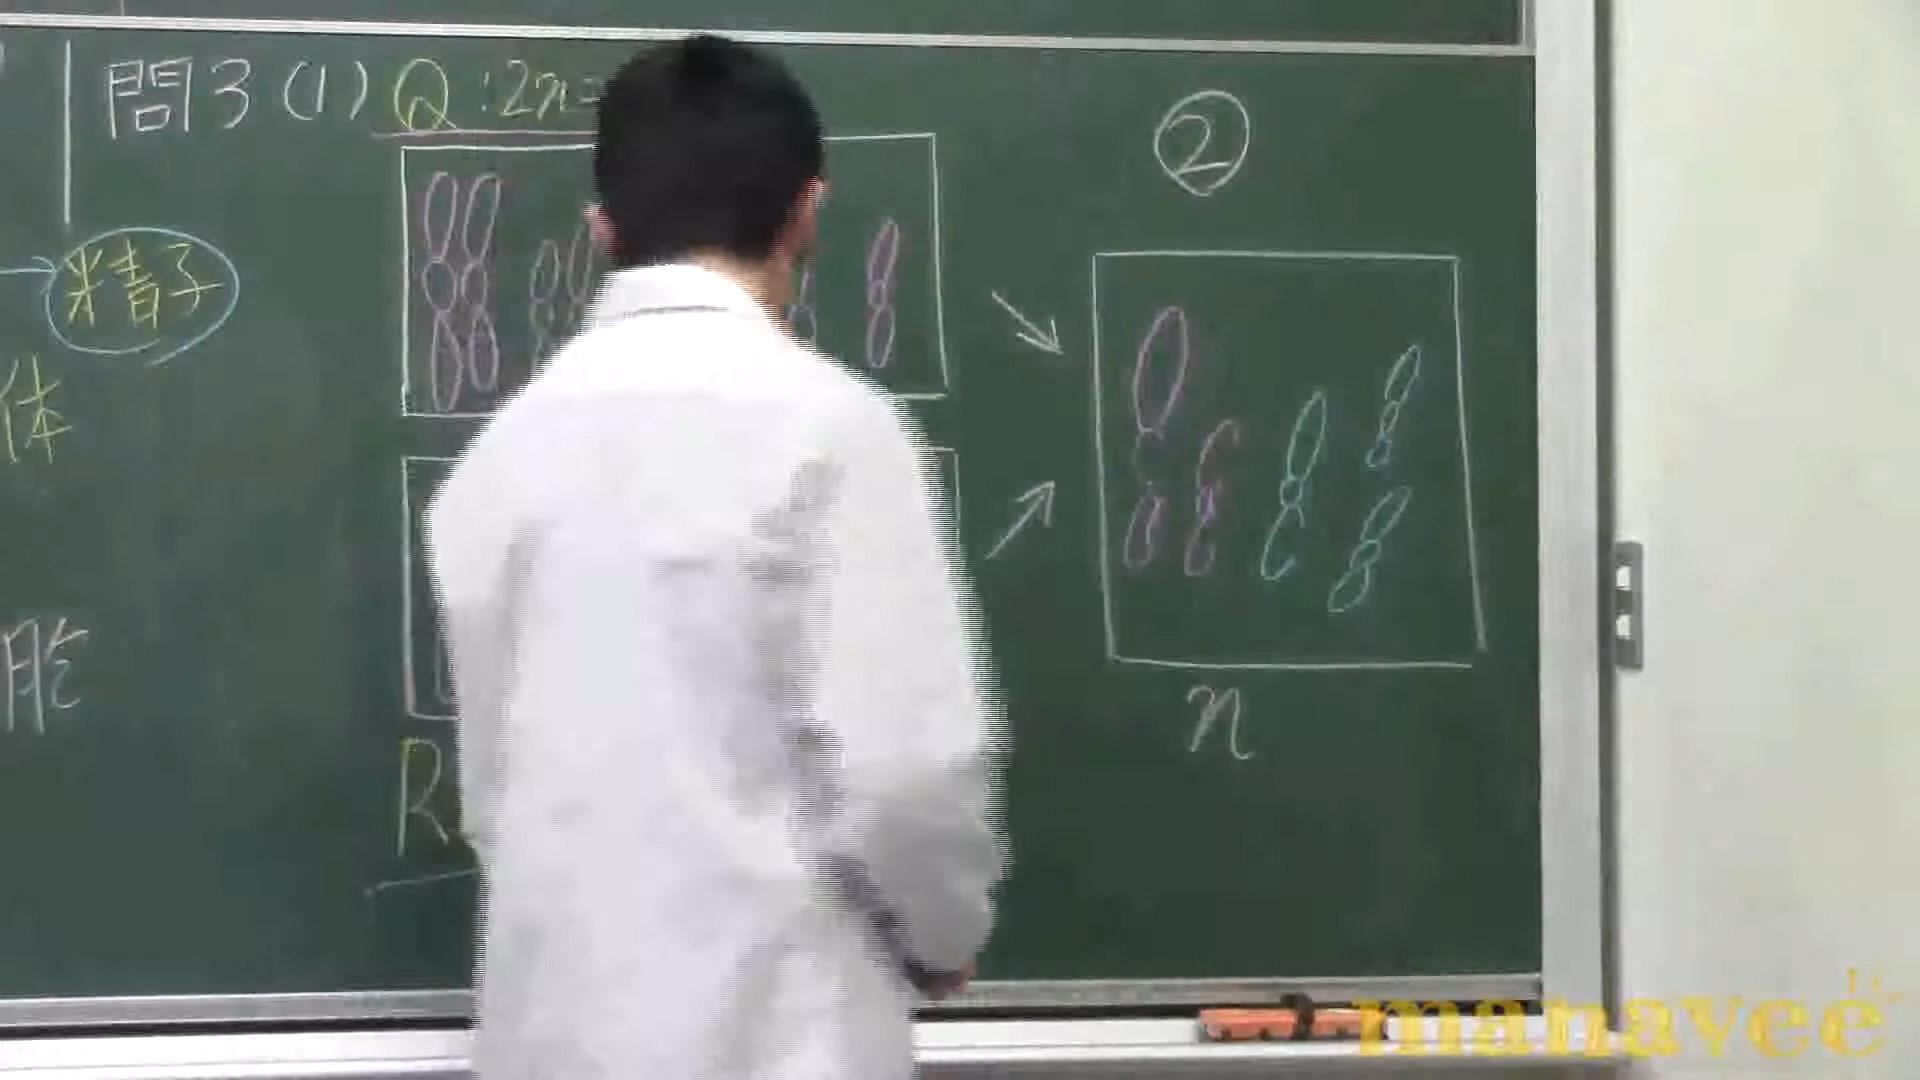 問3(1) Q:2n=
②
精子
体
胞
n
R
manavee